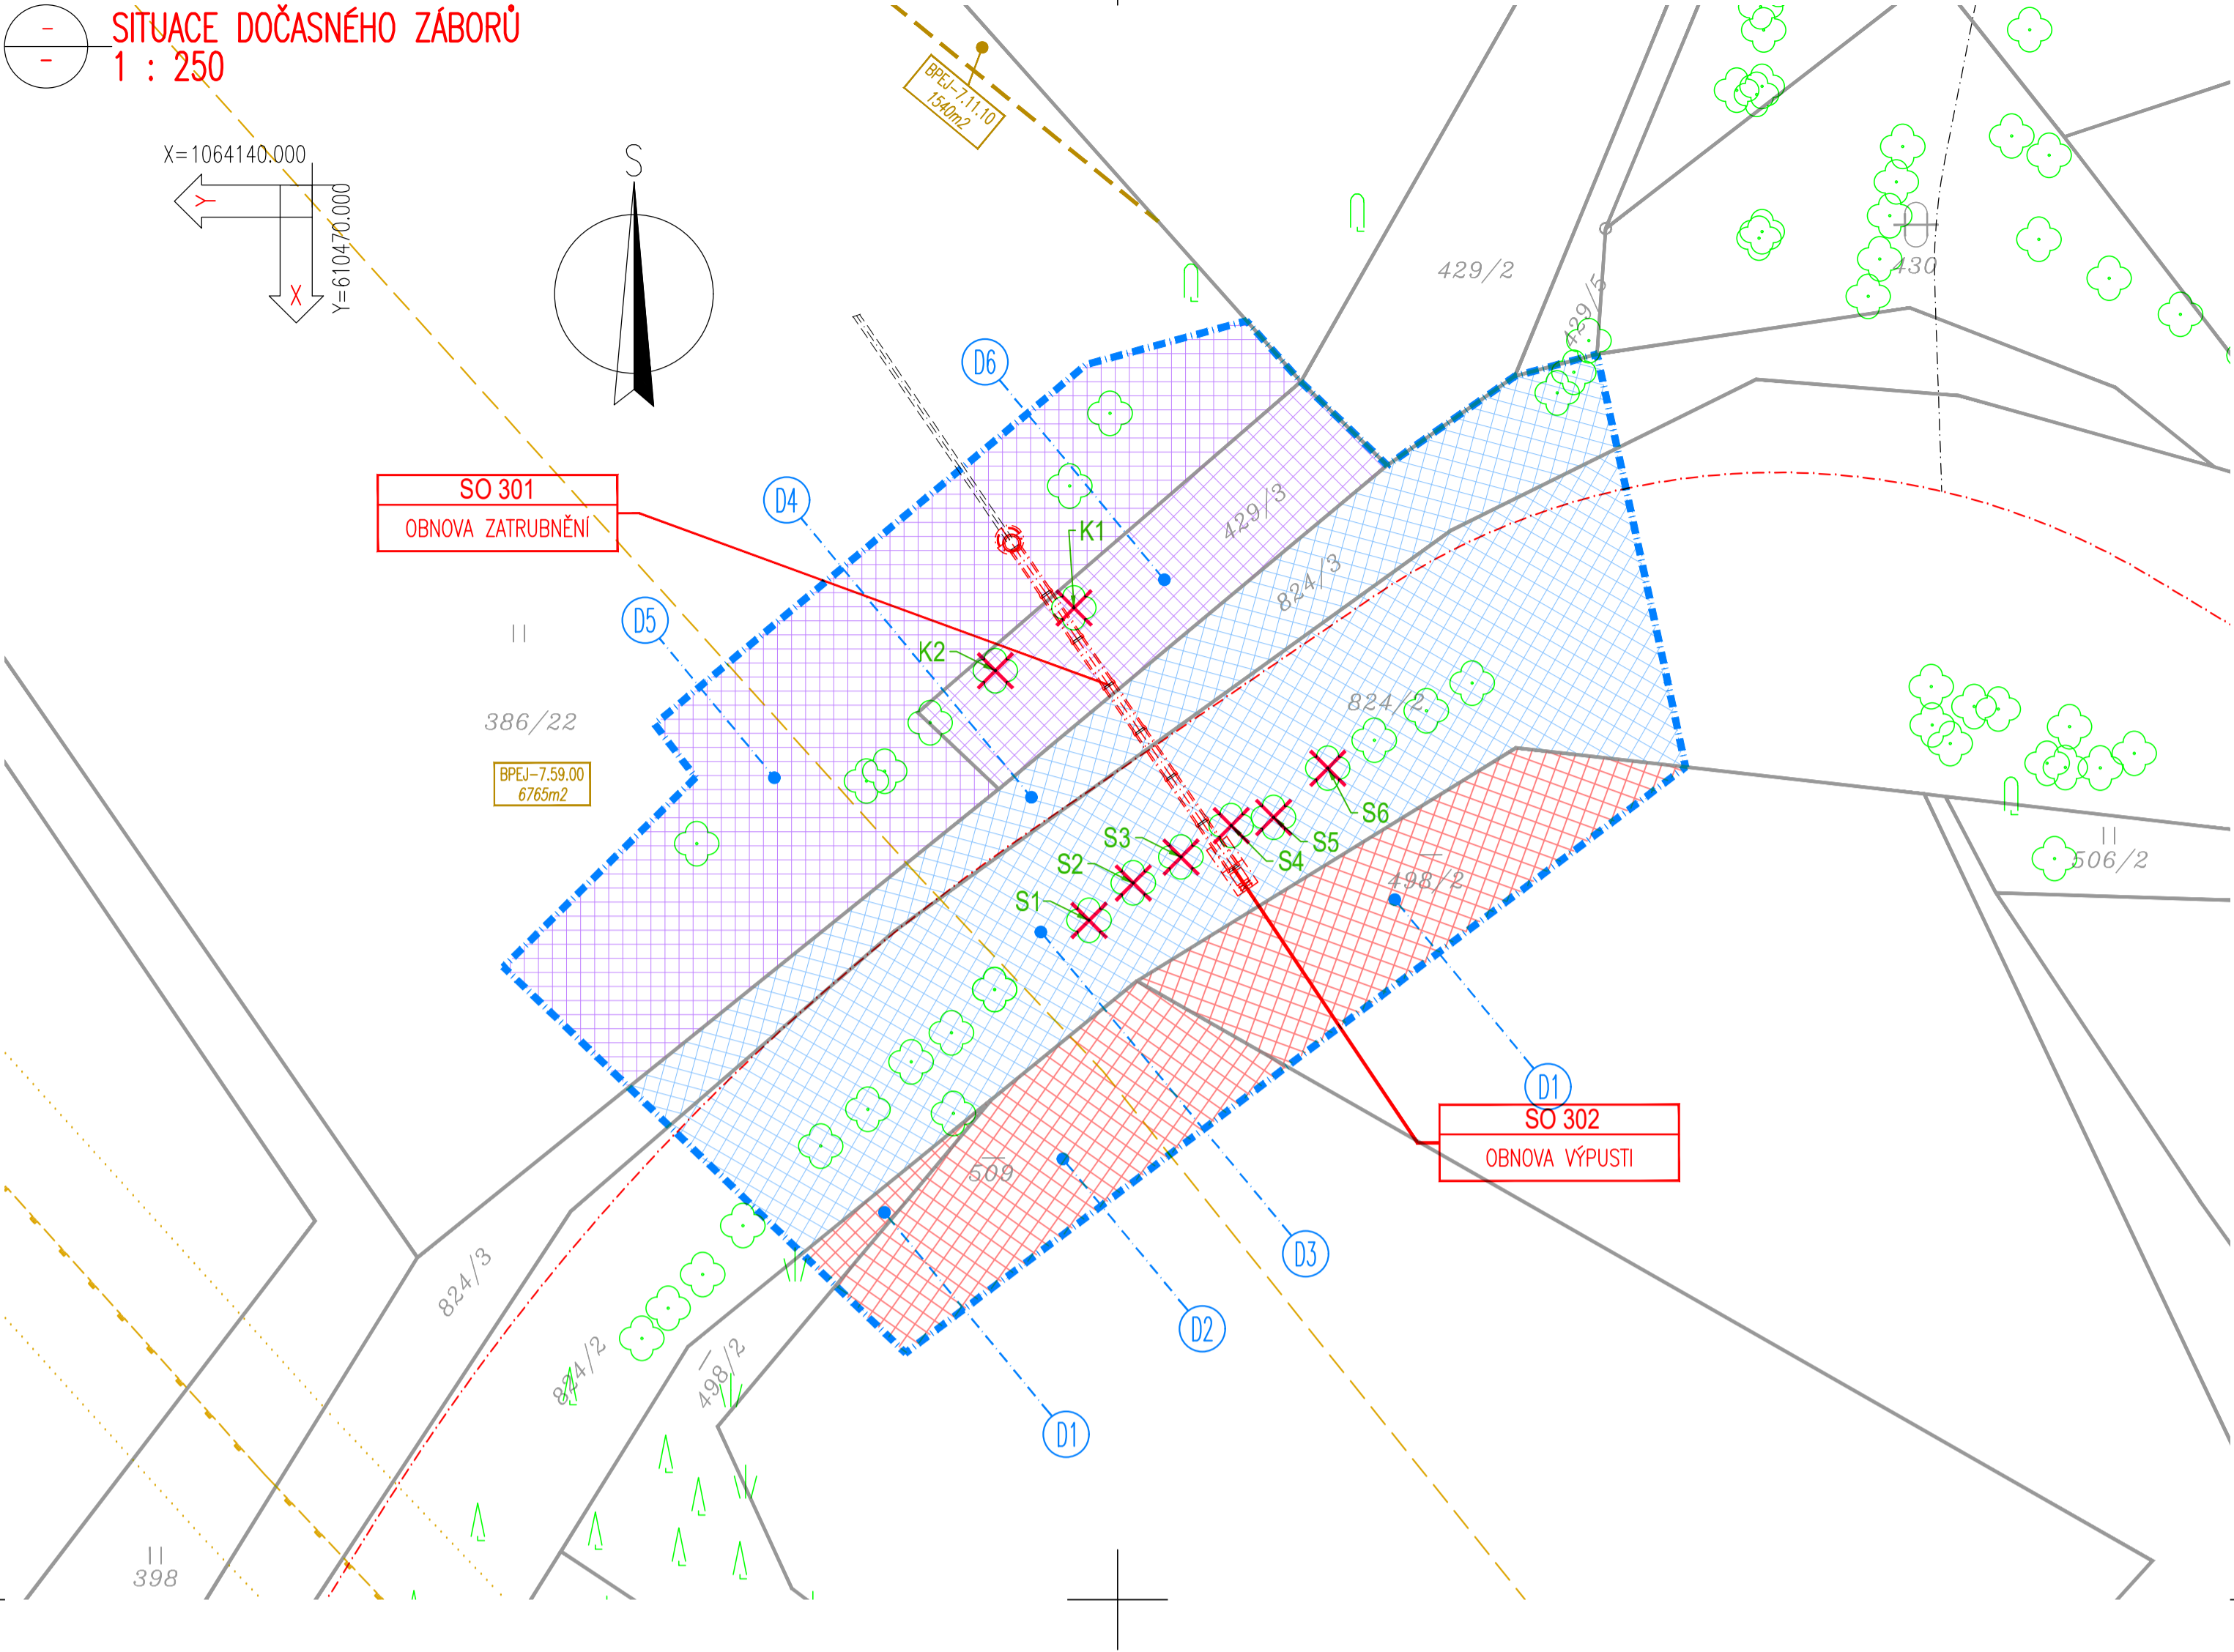 SITUACE DOČASNÉHO ZÁBORŮ
1 : 250
X=1064140.000
Y=610470.000
Y
X
S
BPEJ-7.11.10
1540m2
429/2
429/5
430
D6
SO 301
OBNOVA ZATRUBNĚNÍ
D4
K1
429/3
824/3
D5
K2
386/22
BPEJ-7.59.00
6765m2
824/2
S6
S5
S4
S3
S2
S1
498/2
506/2
D1
SO 302
OBNOVA VÝPUSTI
509
D3
D2
D1
824/3
824/2
498/2
398